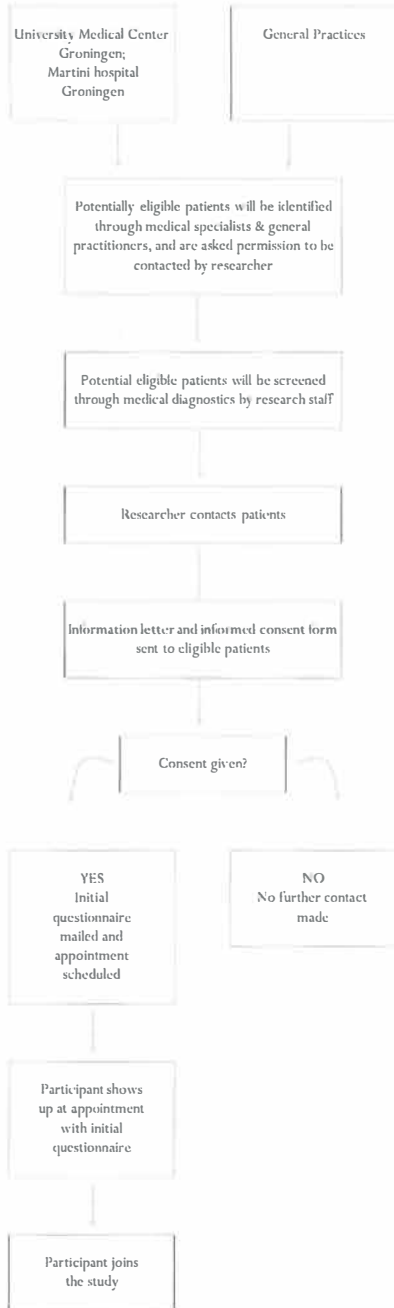 University Medical Center
Groningen;
Martini hospital
Groningen
General Practices
Potentially eligible patients will be identified
through medical specialists & general
practitioners, and are asked permission to be
contacted by researcher
Potential eligible patients will be screened
through medical diagnostics by research staff
Researcher contacts patients
Information letter and informed consent form
sent to eligible patients
Consent given?
YES
Initial
questionnaire
mailed and
appointment
scheduled
NO
No further contact
made
Participant shows
up at appointment
with initial
questionnaire
Participant joins
the study